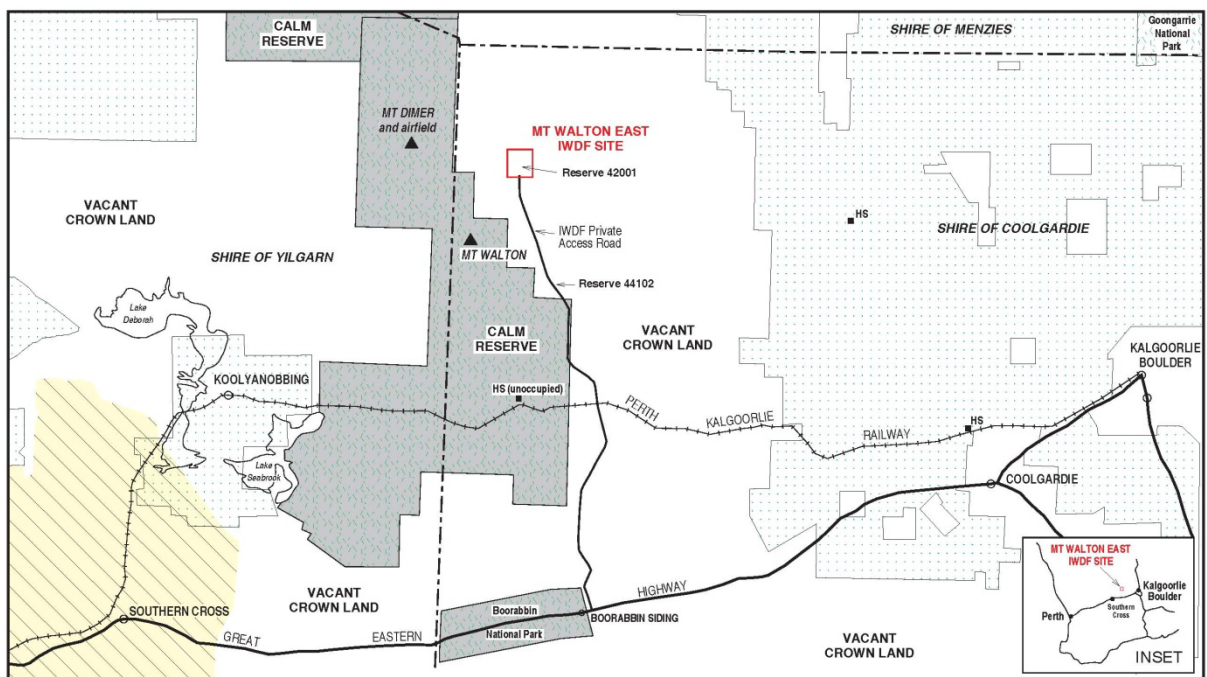 CALM
RESERVE
SHIRE OF MENZIES
Goongarrie
National
Park
MT DIMER
and airfield
MT WALTON EAST
IWDF SITE
Reserve 42001
VACANT
CROWN LAND
HS
IWDF Private
Access Road
SHIRE OF COOLGARDIE
SHIRE OF YILGARN
MT WALTON
Reserve 44102
Lake
Deborah
CALM
RESERVE
VACANT
CROWN LAND
KALGOORLIE
BOULDER
KOOLYANOBBING
HS (unoccupied)
PERTH
KALGOORLIE
RAILWAY
HS
Lake
Seabrook
COOLGARDIE
VACANT
CROWN LAND
SOUTHERN CROSS
GREAT
EASTERN
HIGHWAY
Boorabbin
National Park
BOORABBIN SIDING
VACANT
CROWN LAND
MT WALTON EAST
IWDF SITE
Kalgoorlie
Boulder
Southern
Cross
Perth
INSET